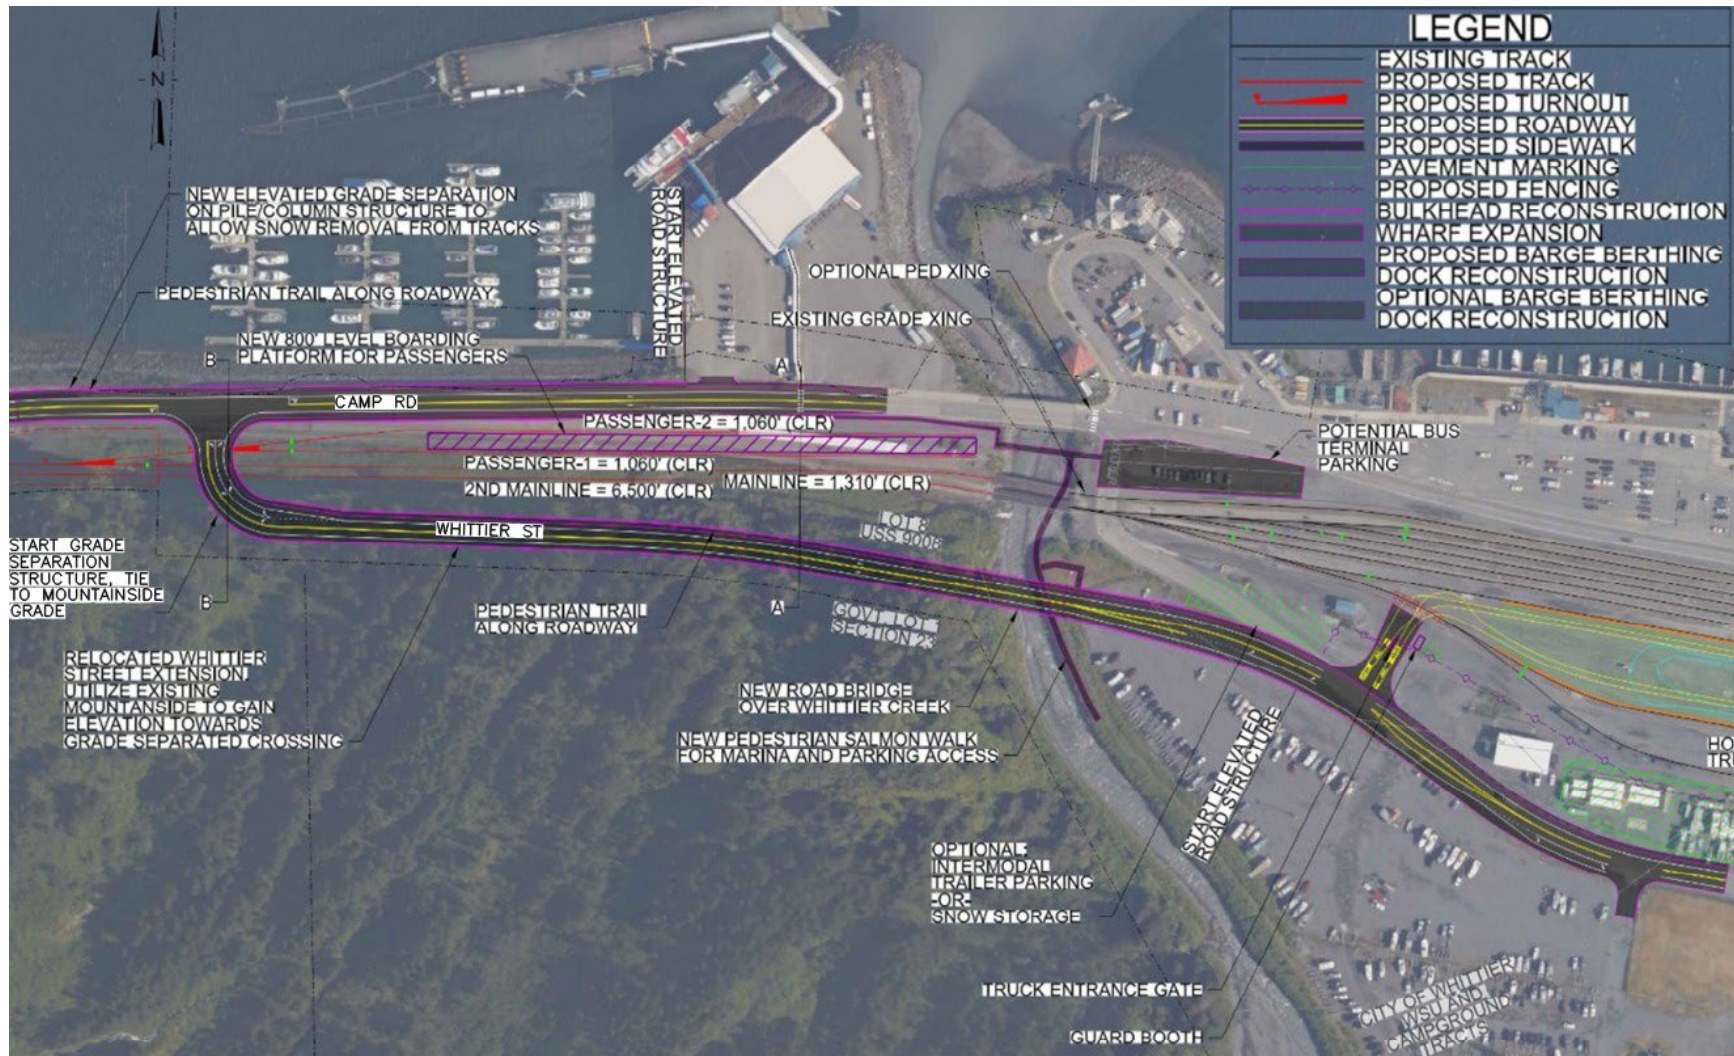 LEGEND
EXISTING TRACK
PROPOSED TRACK
PROPOSED TURNOUT
PROPOSED ROADWAY
PROPOSED SIDEWALK
PAVEMENT MARKING
PROPOSED FENCING
BULKHEAD RECONSTRUCTION
WHARF EXPANSION
PROPOSED BARGE BERTHING
DOCK RECONSTRUCTION
OPTIONAL BARGE BERTHING
DOCK RECONSTRUCTION
N
NEW ELEVATED GRADE SEPARATION
ON PILE/COLUMN STRUCTURE TO
ALLOW SNOW REMOVAL FROM TRACKS
PEDESTRIAN TRAIL ALONG ROADWAY
NEW 800' LEVEL BOARDING
PLATFORM FOR PASSENGERS
START ELEVATED
ROAD STRUCTURE
OPTIONAL PED XING
EXISTING GRADE XING
B
A
CAMP RD
PASSENGER-2 = 1,060' (CLR)
PASSENGER-1 = 1,060' (CLR)
MAINLINE = 1,310' (CLR)
2ND MAINLINE = 6,500' (CLR)
POTENTIAL BUS
TERMINAL
PARKING
WHITTIER ST
LOT 8
USS 9008
START GRADE
SEPARATION
STRUCTURE, TIE
TO MOUNTAINSIDE
GRADE
B
A
PEDESTRIAN TRAIL
ALONG ROADWAY
GOVT LOT 1
SECTION 23
RELOCATED WHITTIER
STREET EXTENSION,
UTILIZE EXISTING
MOUNTANSIDE TO GAIN
ELEVATION TOWARDS
GRADE SEPARATED CROSSING
NEW ROAD BRIDGE
OVER WHITTIER CREEK
NEW PEDESTRIAN SALMON WALK
FOR MARINA AND PARKING ACCESS
START ELEVATED
ROAD STRUCTURE
HO
TRU
OPTIONAL:
INTERMODAL
TRAILER PARKING
-OR-
SNOW STORAGE
TRUCK ENTRANCE GATE
GUARD BOOTH
CITY OF WHITTIER
WSU AND
CAMPGROUND
TRACTS